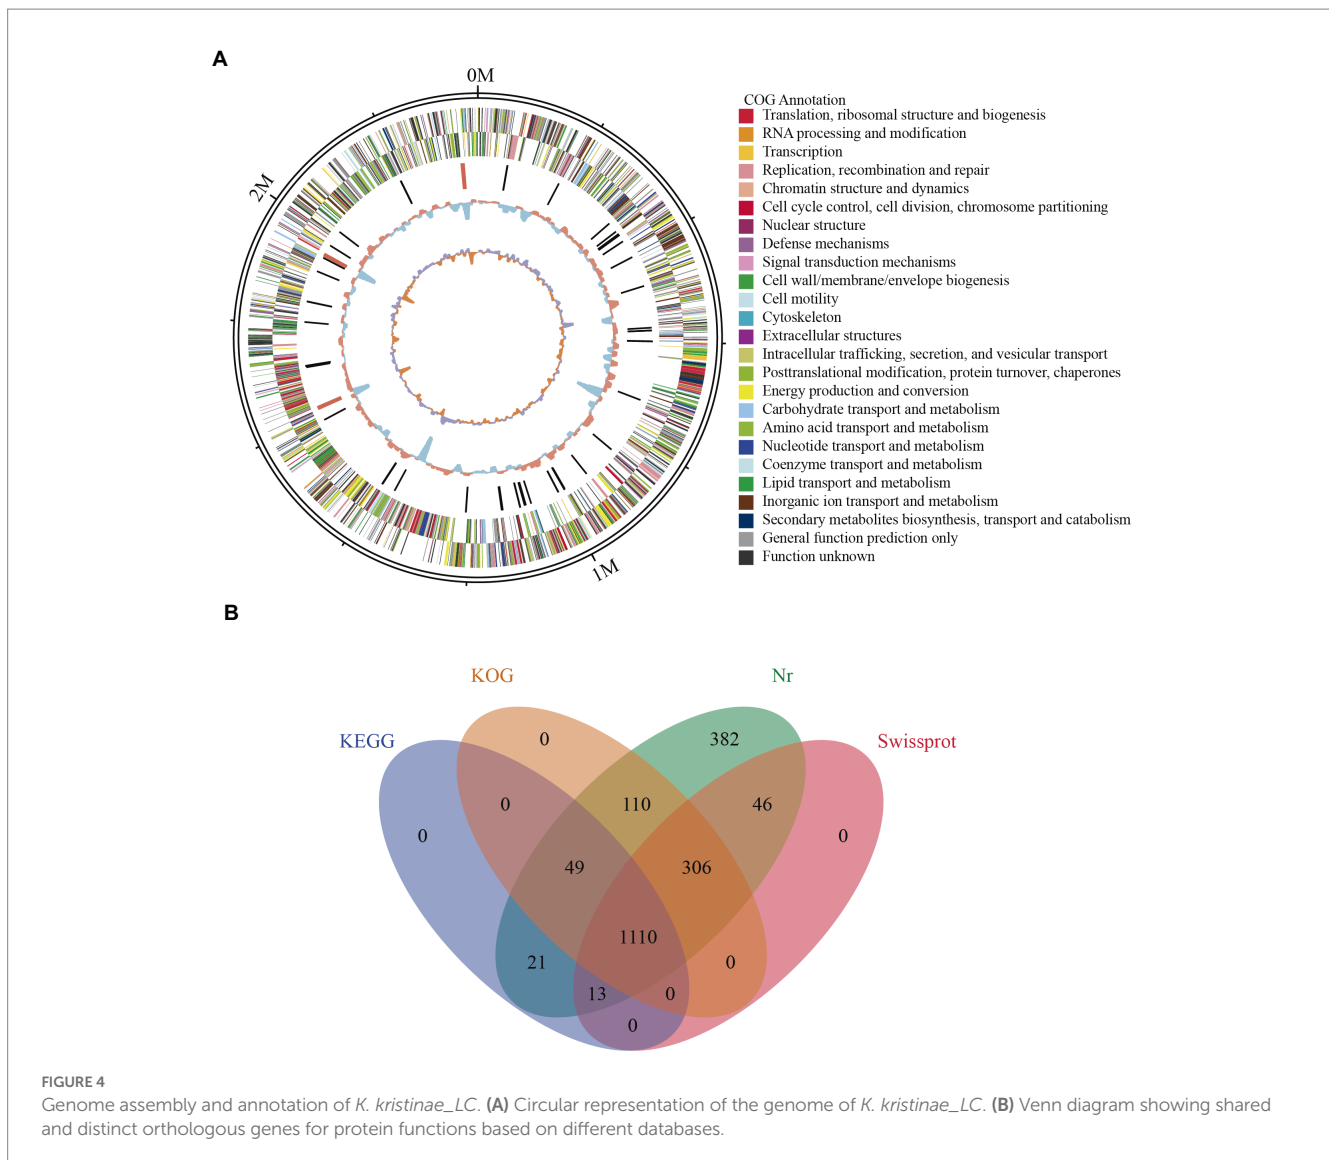 A
0M
1M
2M
COG Annotation
Translation, ribosomal structure and biogenesis
RNA processing and modification
Transcription
Replication, recombination and repair
Chromatin structure and dynamics
Cell cycle control, cell division, chromosome partitioning
Nuclear structure
Defense mechanisms
Signal transduction mechanisms
Cell wall/membrane/envelope biogenesis
Cell motility
Cytoskeleton
Extracellular structures
Intracellular trafficking, secretion, and vesicular transport
Posttranslational modification, protein turnover, chaperones
Energy production and conversion
Carbohydrate transport and metabolism
Amino acid transport and metabolism
Nucleotide transport and metabolism
Coenzyme transport and metabolism
Lipid transport and metabolism
Inorganic ion transport and metabolism
Secondary metabolites biosynthesis, transport and catabolism
General function prediction only
Function unknown
B
KOG
Nr
KEGG
Swissprot
0
382
0
110
46
0
0
49
306
1110
21
0
13
0
0
FIGURE 4
Genome assembly and annotation of K. kristinae_LC. (A) Circular representation of the genome of K. kristinae_LC. (B) Venn diagram showing shared
and distinct orthologous genes for protein functions based on different databases.